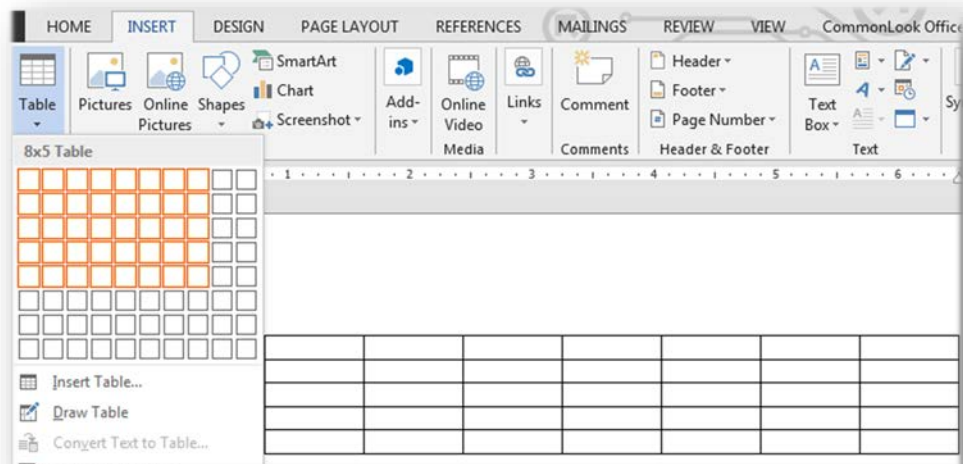 HOME INSERT DESIGN PAGE LAYOUT REFERENCES MAILINGS REVIEW VIEW CommonLook Office
Table
Pictures
Online Pictures
Shapes
SmartArt
Chart
Screenshot
Add-ins
Online Video
Links
Comment
Header
Footer
Page Number
Text Box
Sy
Media
Comments
Header & Footer
Text
8x5 Table
1 2 3 4 5 6
Insert Table...
Draw Table
Convert Text to Table...